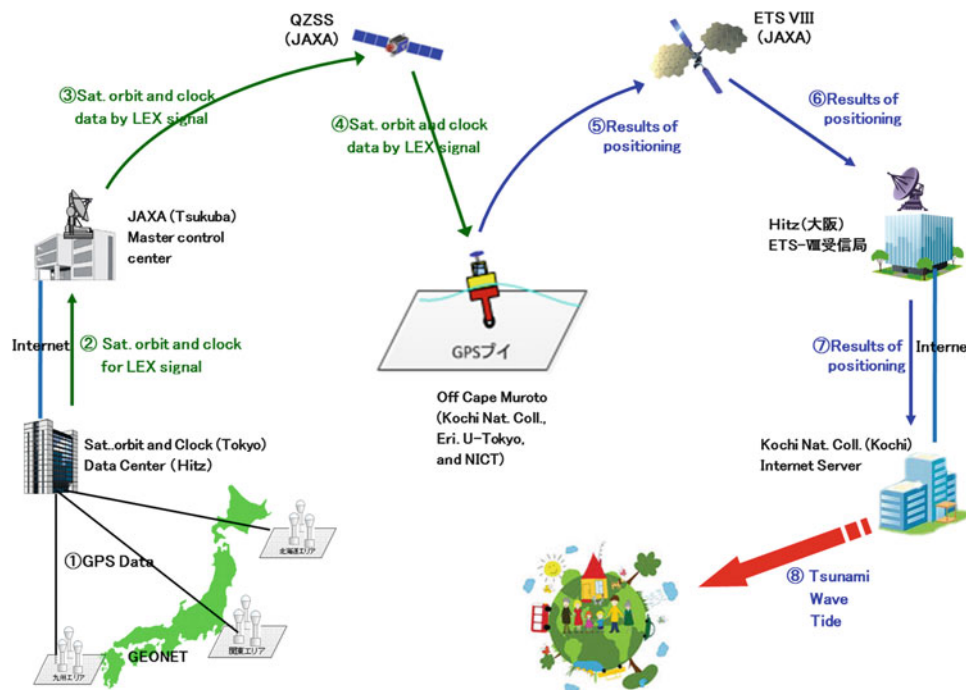 QZSS
(JAXA)
ETS VIII
(JAXA)
③Sat. orbit and clock
data by LEX signal
④Sat. orbit and clock
data by LEX signal
⑤Results of
positioning
⑥Results of
positioning
JAXA (Tsukuba)
Master control
center
Hitz(大阪)
ETS-Ⅷ受信局
GPSブイ
Internet
② Sat. orbit and clock
for LEX signal
⑦Results of
positioning
Interne
Off Cape Muroto
(Kochi Nat. Coll.,
Eri. U-Tokyo,
and NICT)
Sat..orbit and Clock (Tokyo)
Data Center (Hitz)
Kochi Nat. Coll. (Kochi)
Internet Server
①GPS Data
北海道エリア
関東エリア
九州エリア
GEONET
⑧ Tsunami
Wave
Tide